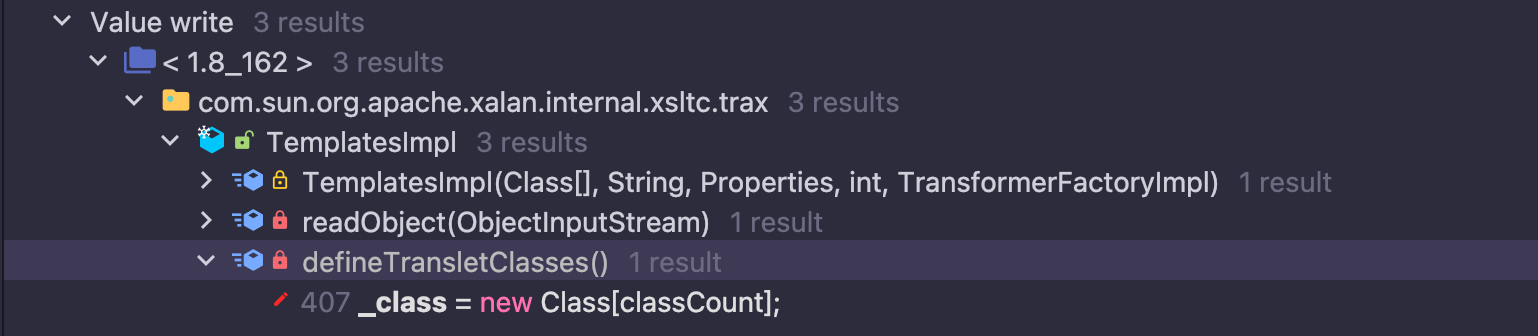 Value write 3 results
< 1.8_162 > 3 results
com.sun.org.apache.xalan.internal.xsltc.trax 3 results
TemplatesImpl 3 results
TemplatesImpl(Class[], String, Properties, int, TransformerFactoryImpl) 1 result
readObject(ObjectInputStream) 1 result
defineTransletClasses() 1 result
407 _class = new Class[classCount];